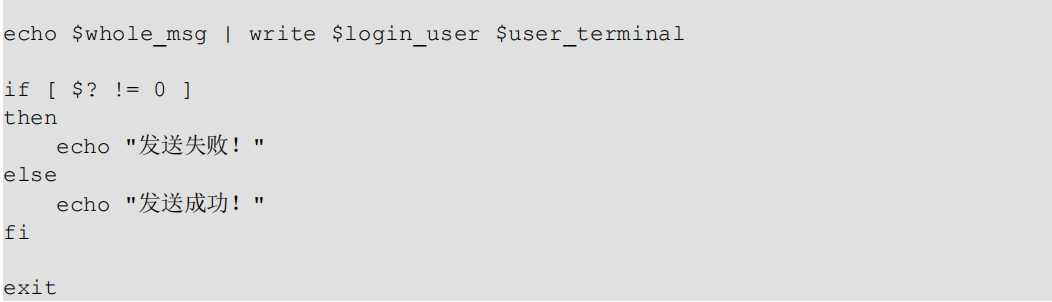 echo $whole_msg | write $login_user $user_terminal
if [ $? != 0 ]
then
    echo "发送失败！"
else
    echo "发送成功！"
fi
exit